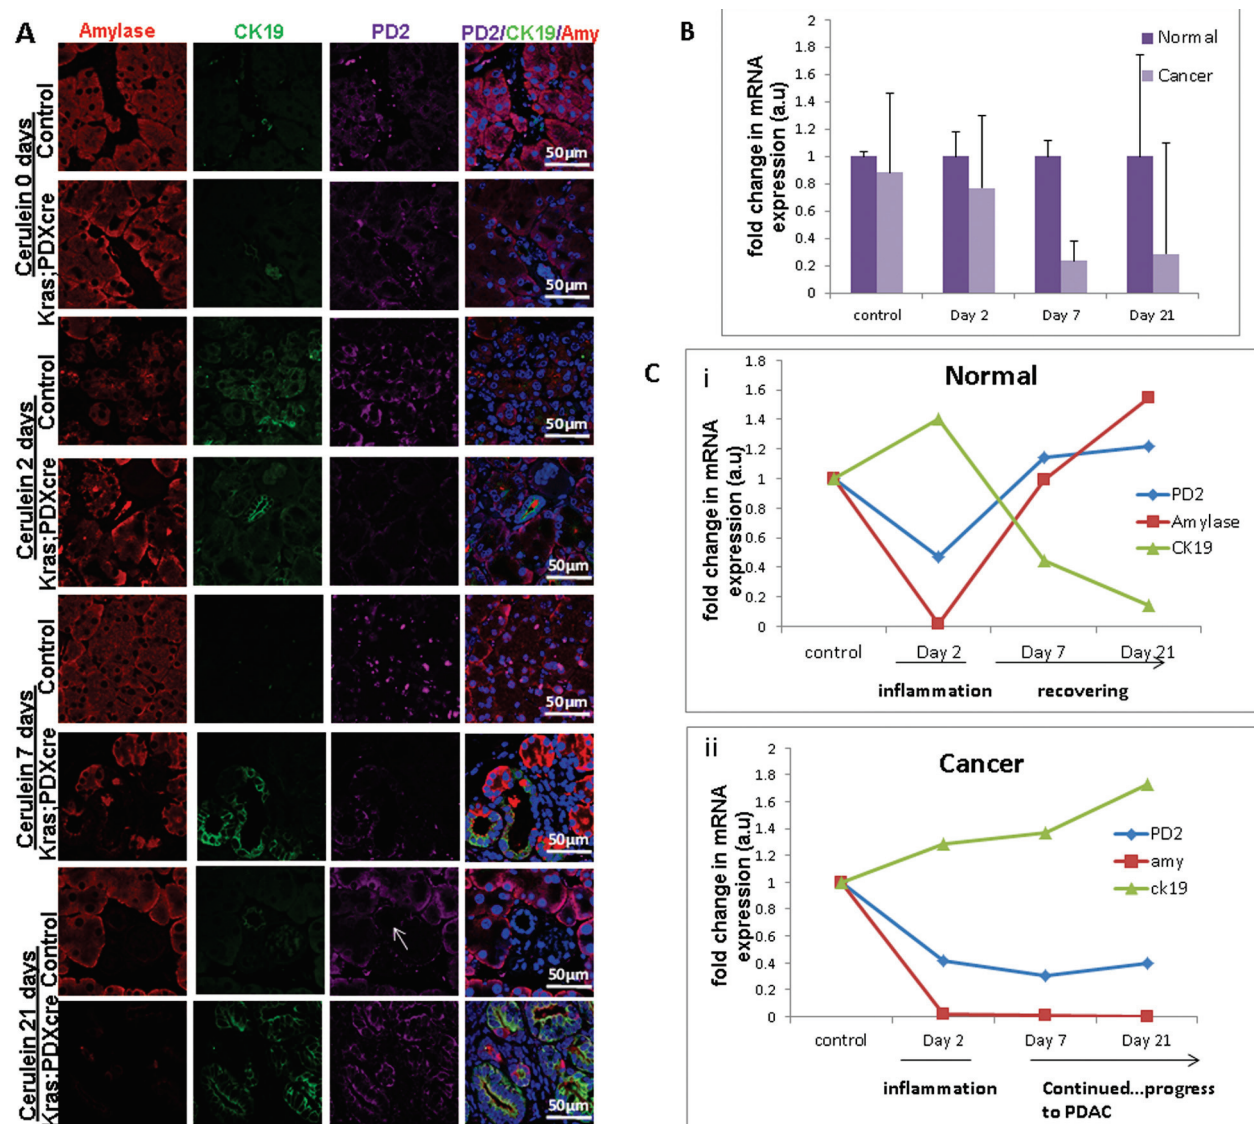 A
Amylase CK19 PD2 PD2/CK19/Amy
Cerulein 0 days
Control
50µm
Kras;PDXcre
50µm
Cerulein 2 days
Control
50µm
Kras;PDXcre
50µm
Cerulein 7 days
Control
50µm
Kras;PDXcre
50µm
Cerulein 21 days
Control
50µm
Kras;PDXcre
50µm
B
fold change in mRNA
expression (a.u)
2
1.8
1.6
1.4
1.2
1
0.8
0.6
0.4
0.2
0
Normal
Cancer
control Day 2 Day 7 Day 21
C
i
Normal
fold change in mRNA
expression (a.u)
1.8
1.6
1.4
1.2
1
0.8
0.6
0.4
0.2
0
PD2
Amylase
CK19
control Day 2 Day 7 Day 21
inflammation recovering
ii
Cancer
fold change in mRNA
expression (a.u)
2
1.8
1.6
1.4
1.2
1
0.8
0.6
0.4
0.2
0
PD2
amy
ck19
control Day 2 Day 7 Day 21
inflammation Continued...progress
to PDAC